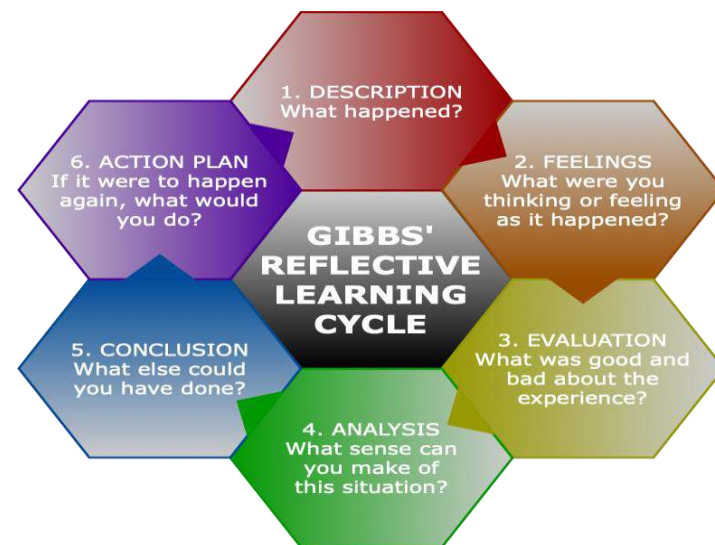 1. DESCRIPTION
What happened?
2. FEELINGS
What were you
thinking or feeling
as it happened?
3. EVALUATION
What was good and
bad about the
experience?
4. ANALYSIS
What sense can
you make of
this situation?
5. CONCLUSION
What else could
you have done?
6. ACTION PLAN
If it were to happen
again, what would
you do?
GIBBS'
REFLECTIVE
LEARNING
CYCLE